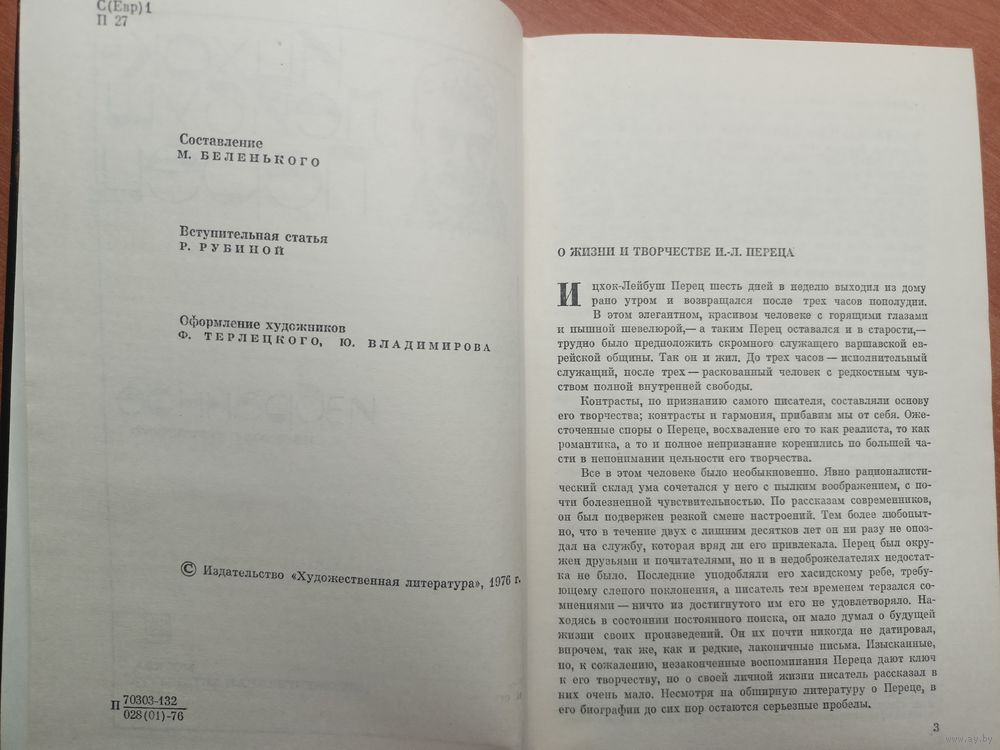 С(Евр)1
П 27
Составление
М. БЕЛЕНЬКОГО
Вступительная статья
Р. РУБИНОЙ
Оформление художников
Ф. ТЕРЛЕЦКОГО, Ю. ВЛАДИМИРОВА
© Издательство «Художественная литература», 1976 г.
П 70303-132
028(01)-76
О ЖИЗНИ И ТВОРЧЕСТВЕ И.-Л. ПЕРЕЦА
Ицхок-Лейбуш Перец шесть дней в неделю выходил из дому
рано утром и возвращался после трех часов пополудни.
В этом элегантном, красивом человеке с горящими глазами
и пышной шевелюрой,— а таким Перец оставался и в старости,—
трудно было предположить скромного служащего варшавской ев-
рейской общины. Так он и жил. До трех часов — исполнительный
служащий, после трех — раскованный человек с редкостным чув-
ством полной внутренней свободы.
Контрасты, по признанию самого писателя, составляли основу
его творчества; контрасты и гармония, прибавим мы от себя. Оже-
сточенные споры о Переце, восхваление его то как реалиста, то как
романтика, а то и полное непризнание коренились по большей ча-
сти в непонимании цельности его творчества.
Все в этом человеке было необыкновенно. Явно рационалисти-
ческий склад ума сочетался у него с пылким воображением, с по-
чти болезненной чувствительностью. По рассказам современников,
он был подвержен резкой смене настроений. Тем более любопыт-
но, что в течение двух с лишним десятков лет он ни разу не опоз-
дал на службу, которая вряд ли его привлекала. Перец был окру-
жен друзьями и почитателями, но и в недоброжелателях недостат-
ка не было. Последние уподобляли его хасидскому ребе, требу-
ющему слепого поклонения, а писатель тем временем терзался со-
мнениями — ничто из достигнутого им его не удовлетворяло. На-
ходясь в состоянии постоянного поиска, он мало думал о будущей
жизни своих произведений. Он их почти никогда не датировал,
впрочем, так же, как и редкие, лаконичные письма. Изысканные,
но, к сожалению, незаконченные воспоминания Переца дают ключ
к его творчеству, но о своей личной жизни писатель рассказал в
них очень мало. Несмотря на обширную литературу о Переце, в
его биографии до сих пор остаются серьезные пробелы.
3
www.ay.by